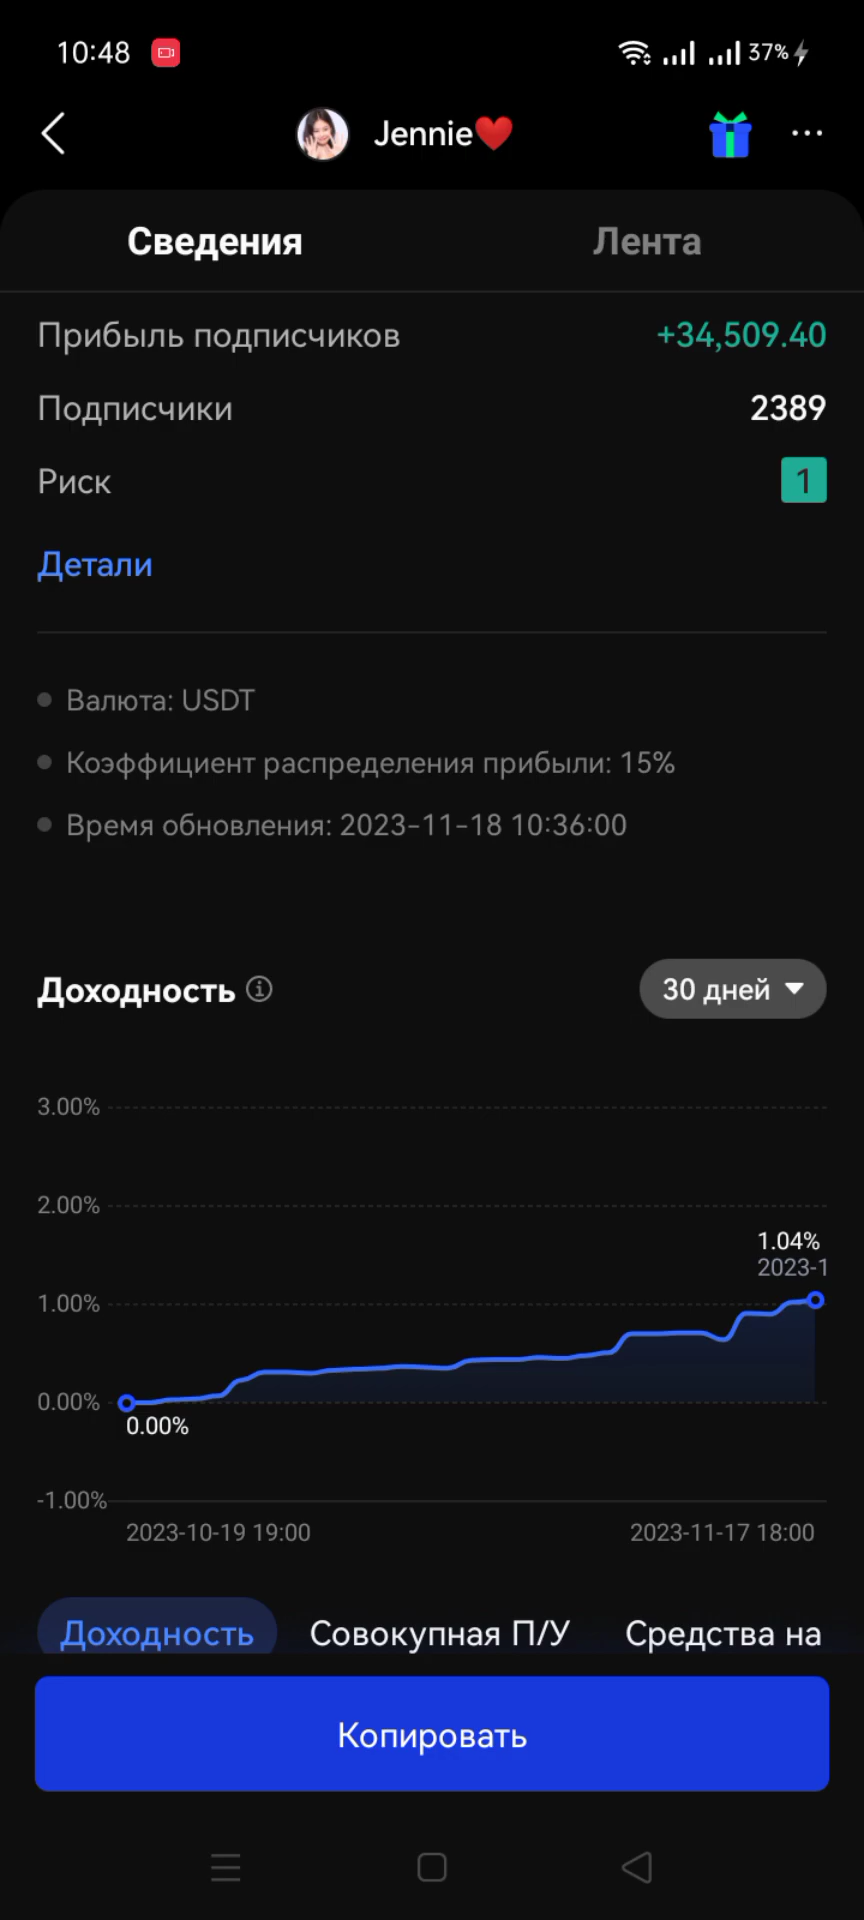 10:48
37%
Jennie❤️
Сведения
Лента
Прибыль подписчиков
+34,509.40
Подписчики
2389
Риск
1
Детали
Валюта: USDT
Коэффициент распределения прибыли: 15%
Время обновления: 2023-11-18 10:36:00
Доходность
30 дней
3.00%
2.00%
1.04%
2023-1
1.00%
0.00%
0.00%
-1.00%
2023-10-19 19:00
2023-11-17 18:00
Доходность
Совокупная П/У
Средства на
Копировать